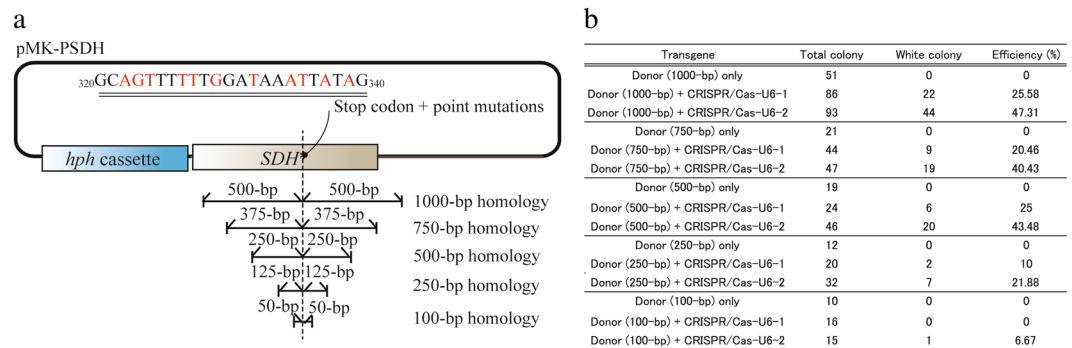 a
pMK-PSDH
320GCAGTTTTTTGGATAAATTATAG340
Stop codon + point mutations
hph cassette
SDH
500-bp 500-bp
1000-bp homology
375-bp 375-bp
750-bp homology
250-bp 250-bp
500-bp homology
125-bp 125-bp
250-bp homology
50-bp 50-bp
100-bp homology
b
Transgene Total colony White colony Efficiency (%)
Donor (1000-bp) only 51 0 0
Donor (1000-bp) + CRISPR/Cas-U6-1 86 22 25.58
Donor (1000-bp) + CRISPR/Cas-U6-2 93 44 47.31
Donor (750-bp) only 21 0 0
Donor (750-bp) + CRISPR/Cas-U6-1 44 9 20.46
Donor (750-bp) + CRISPR/Cas-U6-2 47 19 40.43
Donor (500-bp) only 19 0 0
Donor (500-bp) + CRISPR/Cas-U6-1 24 6 25
Donor (500-bp) + CRISPR/Cas-U6-2 46 20 43.48
Donor (250-bp) only 12 0 0
Donor (250-bp) + CRISPR/Cas-U6-1 20 2 10
Donor (250-bp) + CRISPR/Cas-U6-2 32 7 21.88
Donor (100-bp) only 10 0 0
Donor (100-bp) + CRISPR/Cas-U6-1 16 0 0
Donor (100-bp) + CRISPR/Cas-U6-2 15 1 6.67